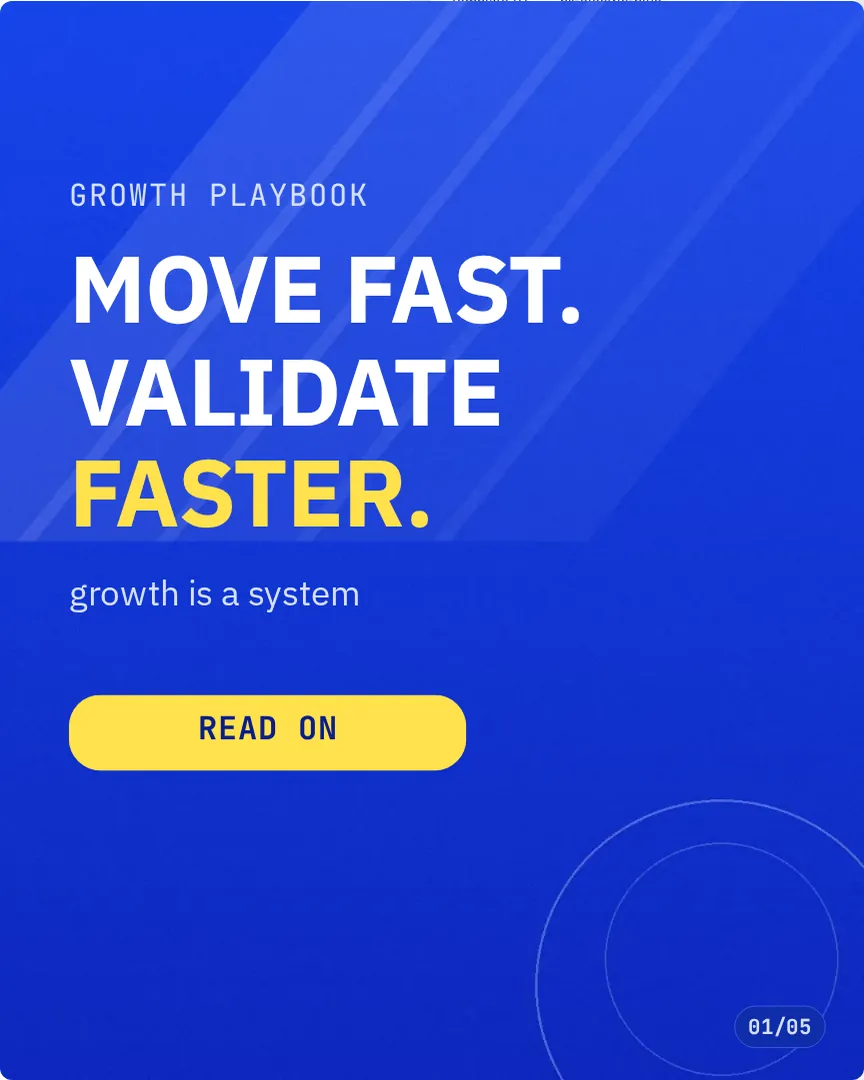 GROWTH PLAYBOOK
MOVE FAST.
VALIDATE
FASTER.
growth is a system
READ ON
01/05